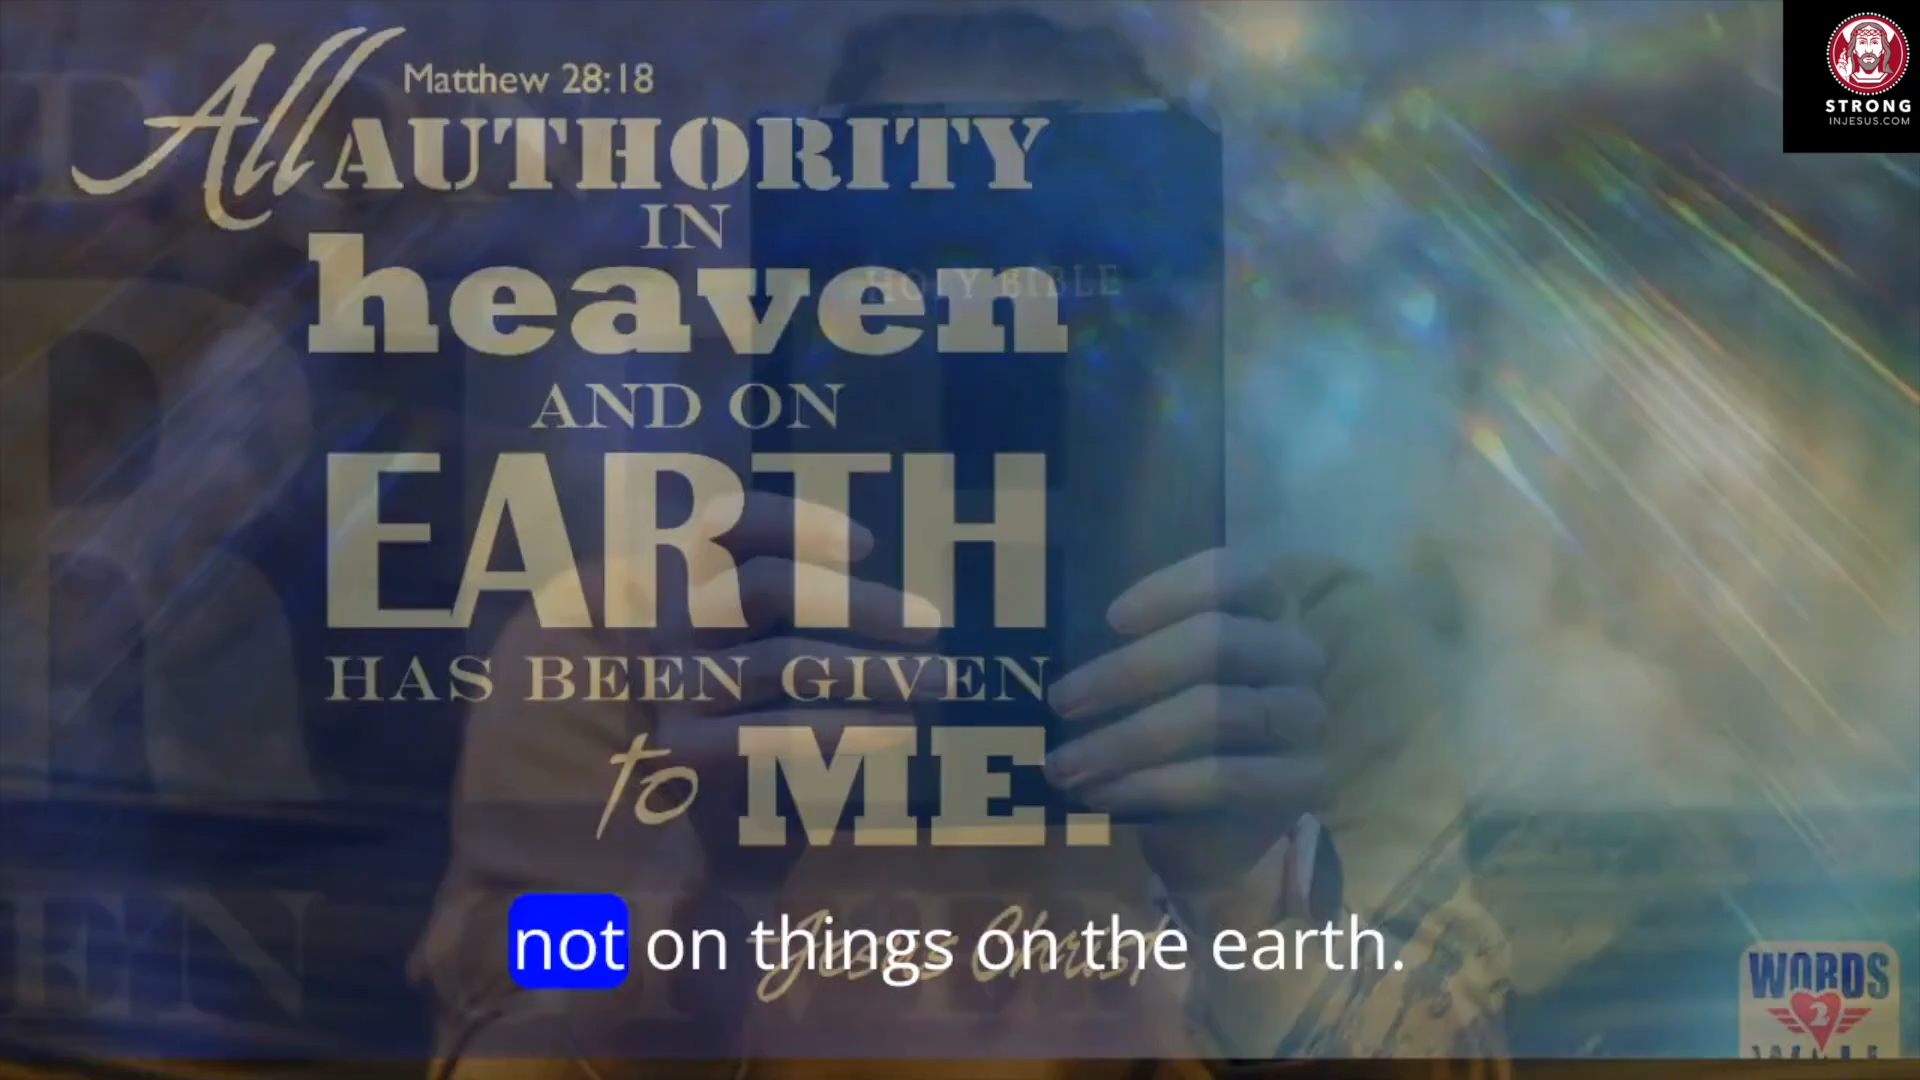 Matthew 28:18
All AUTHORITY
IN
heaven
HOLY BIBLE
AND ON
EARTH
HAS BEEN GIVEN
to ME.
Jesus Christ
not on things on the earth.
STRONG
INJESUS.COM
WORDS
2